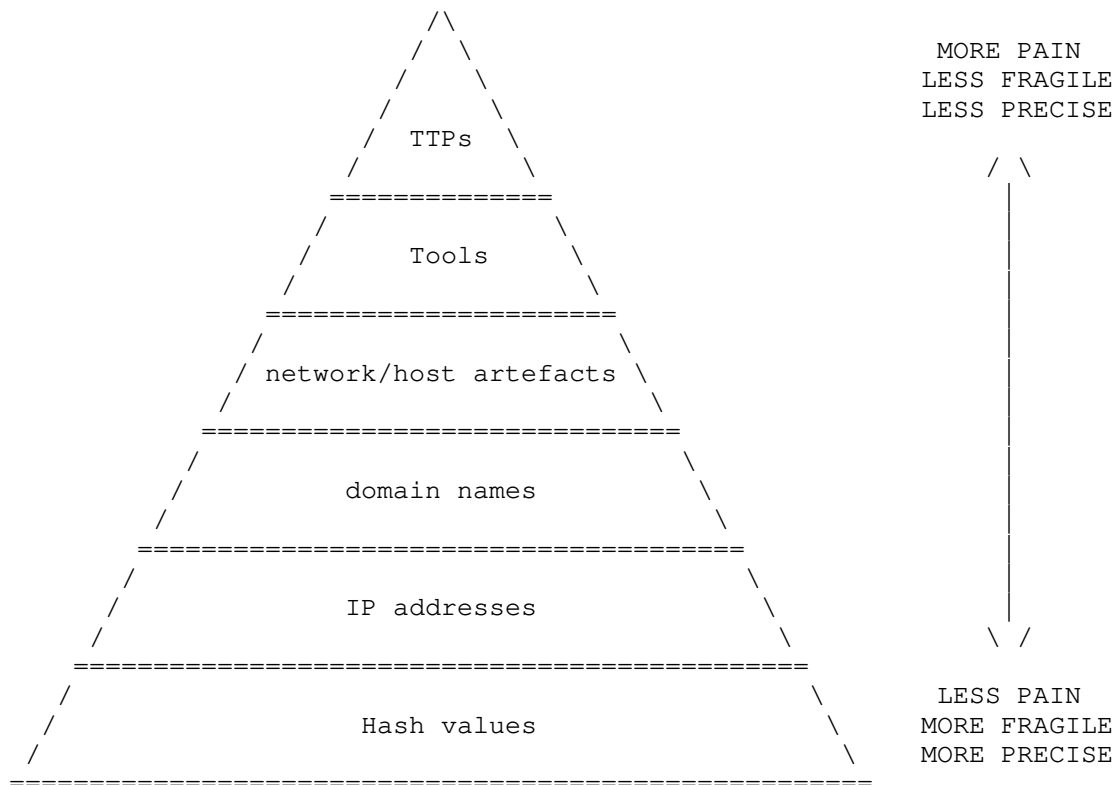 MORE PAIN
LESS FRAGILE
LESS PRECISE
TTPs
Tools
network/host artefacts
domain names
IP addresses
Hash values
LESS PAIN
MORE FRAGILE
MORE PRECISE